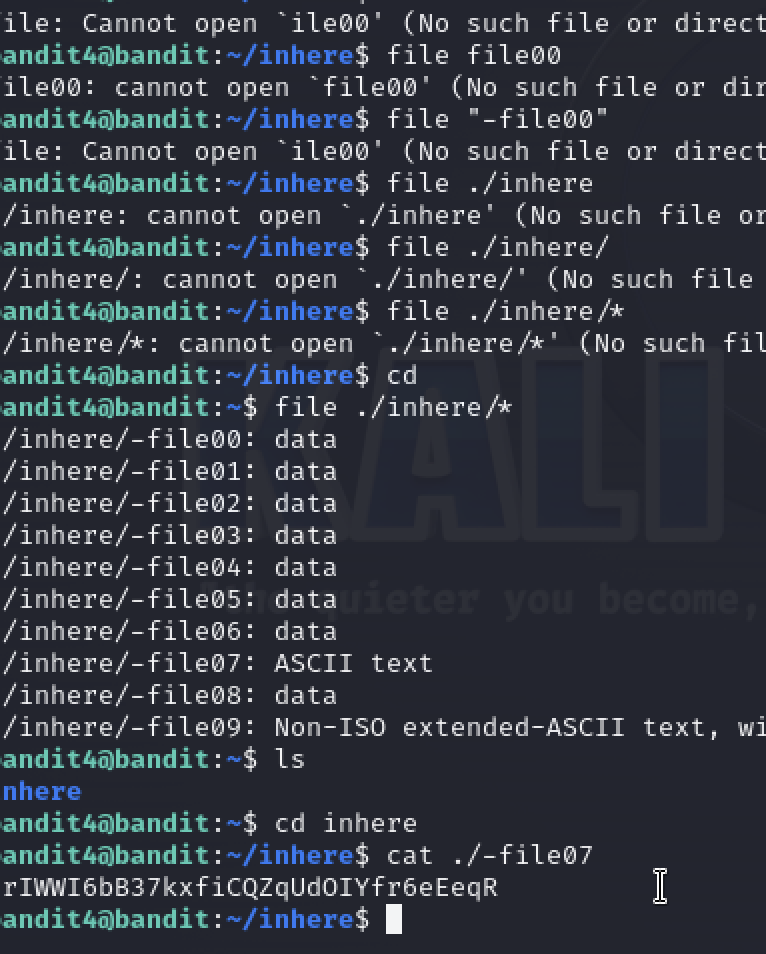 ile: Cannot open `ile00' (No such file or direct
andit4@bandit:~/inhere$ file file00
ile00: cannot open `file00' (No such file or dir
andit4@bandit:~/inhere$ file "-file00"
ile: Cannot open `ile00' (No such file or direct
andit4@bandit:~/inhere$ file ./inhere
/inhere: cannot open `./inhere' (No such file or
andit4@bandit:~/inhere$ file ./inhere/
/inhere/: cannot open `./inhere/' (No such file
andit4@bandit:~/inhere$ file ./inhere/*
/inhere/*: cannot open `./inhere/*' (No such fil
andit4@bandit:~/inhere$ cd
andit4@bandit:~$ file ./inhere/*
/inhere/-file00: data
/inhere/-file01: data
/inhere/-file02: data
/inhere/-file03: data
/inhere/-file04: data
/inhere/-file05: data
/inhere/-file06: data
/inhere/-file07: ASCII text
/inhere/-file08: data
/inhere/-file09: Non-ISO extended-ASCII text, wi
andit4@bandit:~$ ls
nhere
andit4@bandit:~$ cd inhere
andit4@bandit:~/inhere$ cat ./-file07
rIWWI6bB37kxfiCQZqUdOIYfr6eEeqR
andit4@bandit:~/inhere$
KALI
quieter you become,